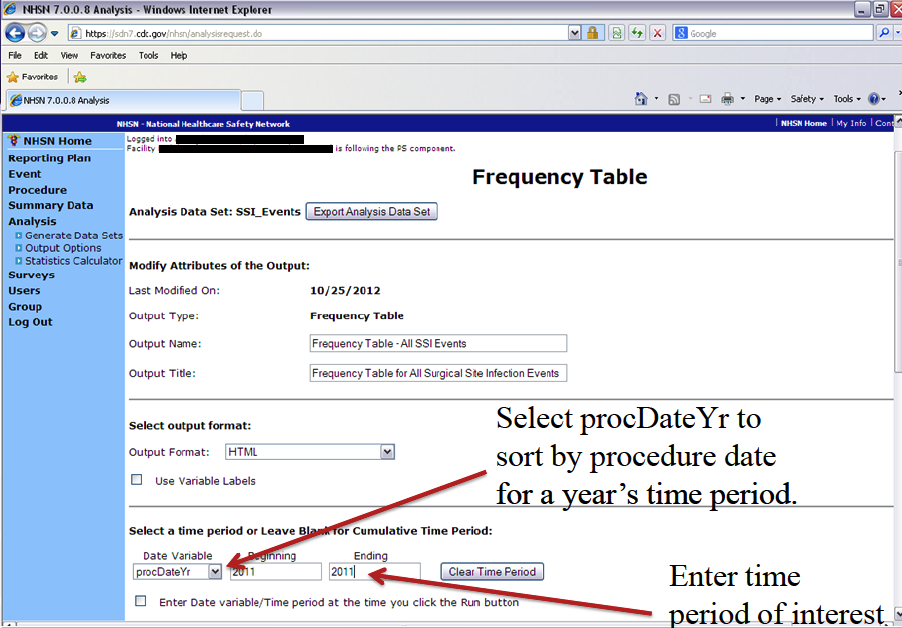 NHSN 7.0.0.8 Analysis - Windows Internet Explorer
https://sdn7.cdc.gov/nhsn/analysisrequest.do
Google
File Edit View Favorites Tools Help
Favorites
NHSN 7.0.0.8 Analysis
Page Safety Tools
NHSN - National Healthcare Safety Network
NHSN Home | My Info | Cont
NHSN Home
Reporting Plan
Event
Procedure
Summary Data
Analysis
Generate Data Sets
Output Options
Statistics Calculator
Surveys
Users
Group
Log Out
Logged into
Facility is following the PS component.
Frequency Table
Analysis Data Set: SSI_Events Export Analysis Data Set
Modify Attributes of the Output:
Last Modified On: 10/25/2012
Output Type: Frequency Table
Output Name: Frequency Table - All SSI Events
Output Title: Frequency Table for All Surgical Site Infection Events
Select output format:
Output Format: HTML
Use Variable Labels
Select procDateYr to
sort by procedure date
for a year's time period.
Select a time period or Leave Blank for Cumulative Time Period:
Date Variable Beginning Ending
procDateYr 2011 2011 Clear Time Period
Enter Date variable/Time period at the time you click the Run button
Enter time
period of interest